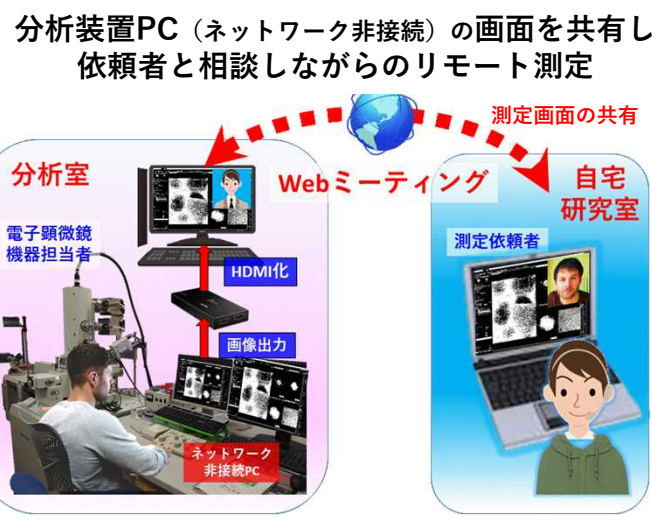 分析装置PC（ネットワーク非接続）の画面を共有し
依頼者と相談しながらのリモート測定
測定画面の共有
分析室
Webミーティング
自宅
研究室
電子顕微鏡
機器担当者
測定依頼者
HDMI化
画像出力
ネットワーク
非接続PC